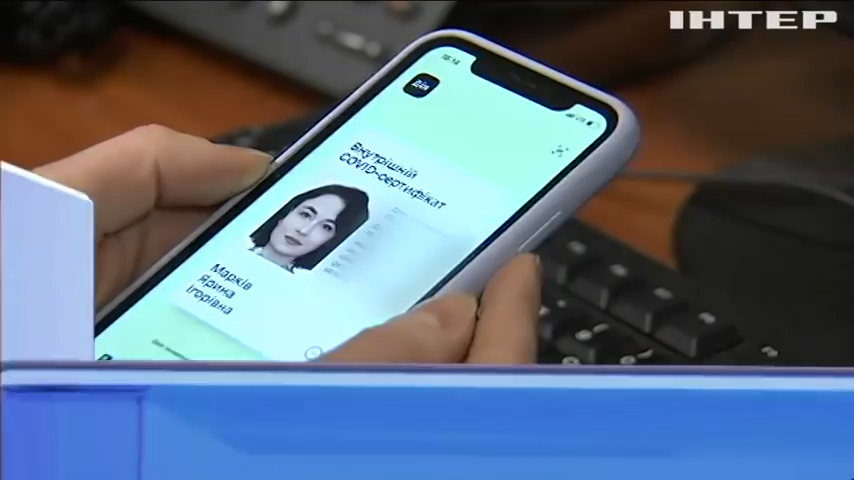 ІНТЕР
Дія
Внутрішній
COVID-сертифікат
Марків
Ярина
Ігорівна